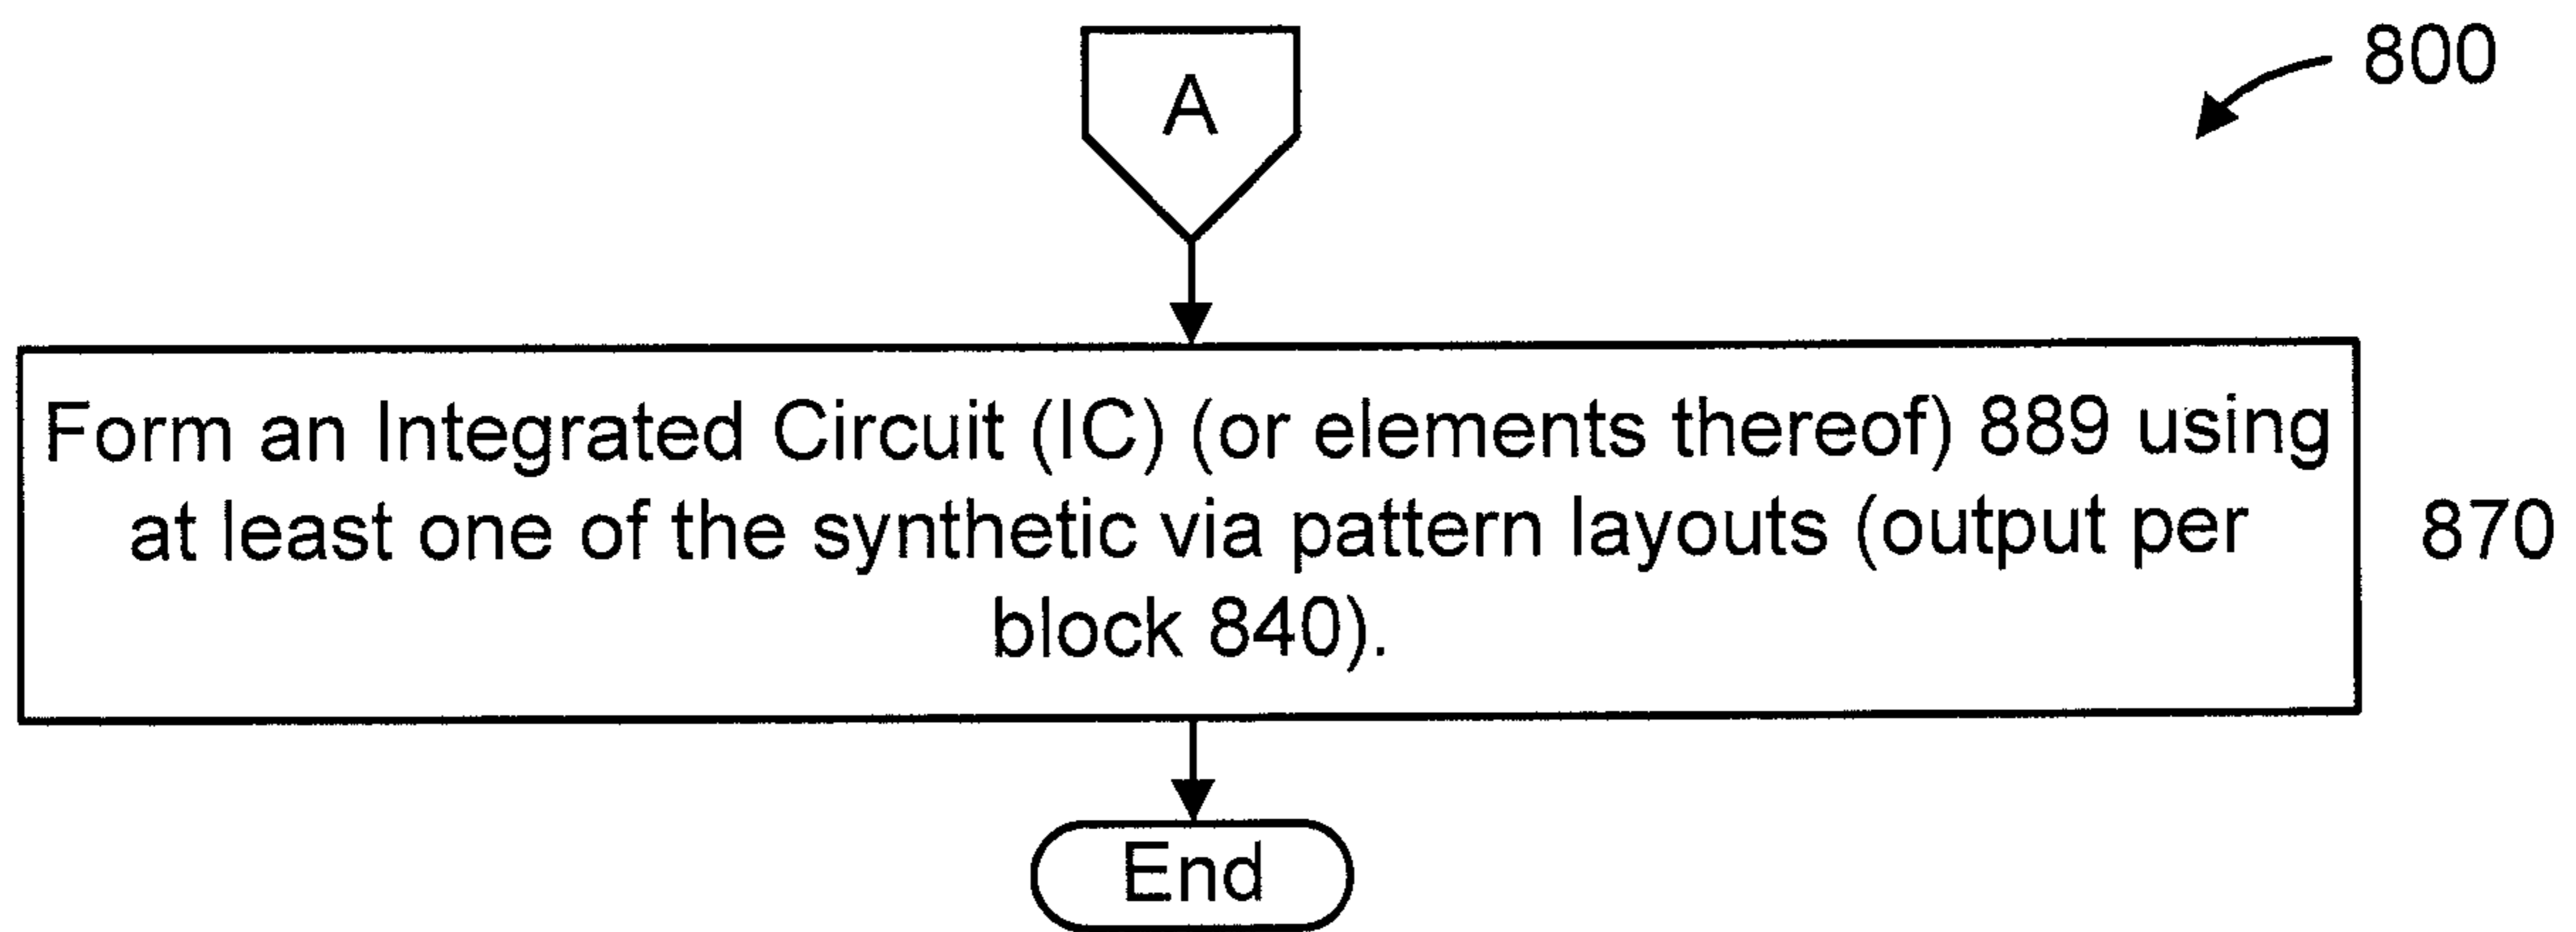 A
800
Form an Integrated Circuit (IC) (or elements thereof) 889 using
at least one of the synthetic via pattern layouts (output per
block 840).
870
End